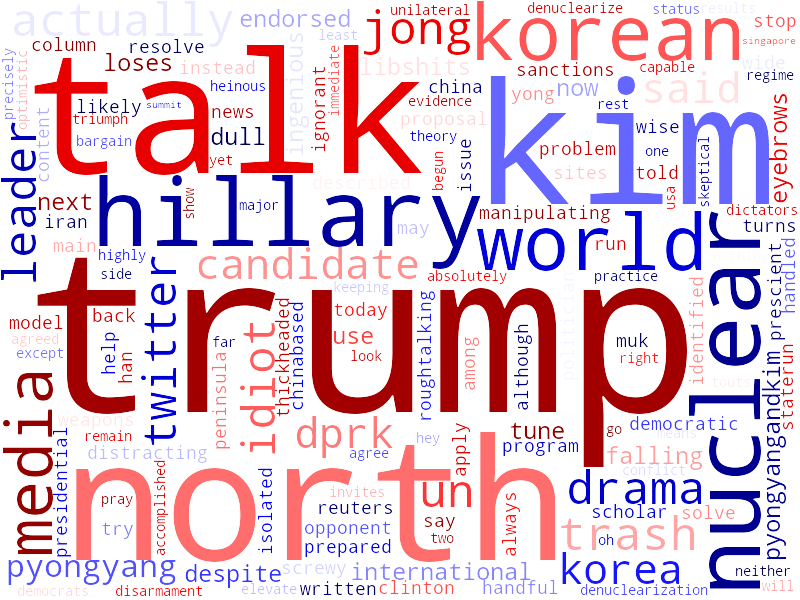 unilateral denuclearize status results
actually endorsed jong korean stop
singapore
column resolve least wide
loses libshits sanctions capable regime
precisely optimistic instead heinous ingenious ignorant immediate china said
talk kim now
likely summit news evidence yong rest eyebrows
triumph proposal
bargain dull theory wise
content yet problem one
leader described begun issue sites told skeptical
next hillary show major manipulating usa dictators
iran may turns
main highly world run
side candidate absolutely practice
trump nuclear
keeping
model back twitter thickheaded today roughtalking politician identified prescient handled
agreed help chinabased use although muk
except han far look among right touts
media peninsula idiot agree hey apply tune go democratic staterun
weapons dprk pyongyangandkim
remain distracting program falling means
presidential north conflict
accomplished isolated invites un drama
pray reuters say always scholar solve
try opponent two trash oh
prepared
pyongyang despite screwy international korea neither
denuclearization will
democrats disarmament elevate written clinton handful